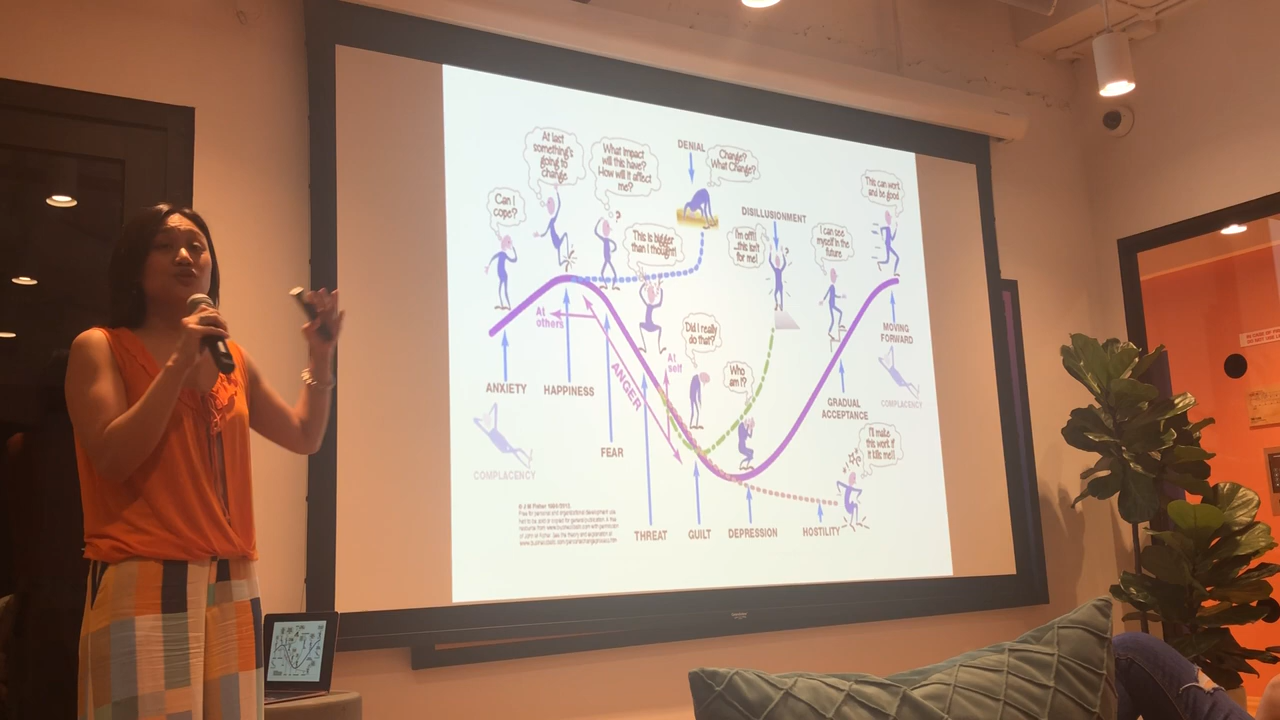 At last
something's
going to
change
What impact
will this have?
How will it affect
me?
DENIAL
Change?
What Change?
This can work
and be good
Can I
cope?
?
DISILLUSIONMENT
This is bigger
than I thought!
I'm off!!
...this isn't
for me!
I can see
myself in the
future
At
others
Did I really
do that?
At
self
ANGER
Who
am I?
MOVING
FORWARD
ANXIETY
HAPPINESS
GRADUAL
ACCEPTANCE
COMPLACENCY
FEAR
I'll make
this work if
it kills me!!
COMPLACENCY
THREAT
GUILT
DEPRESSION
HOSTILITY